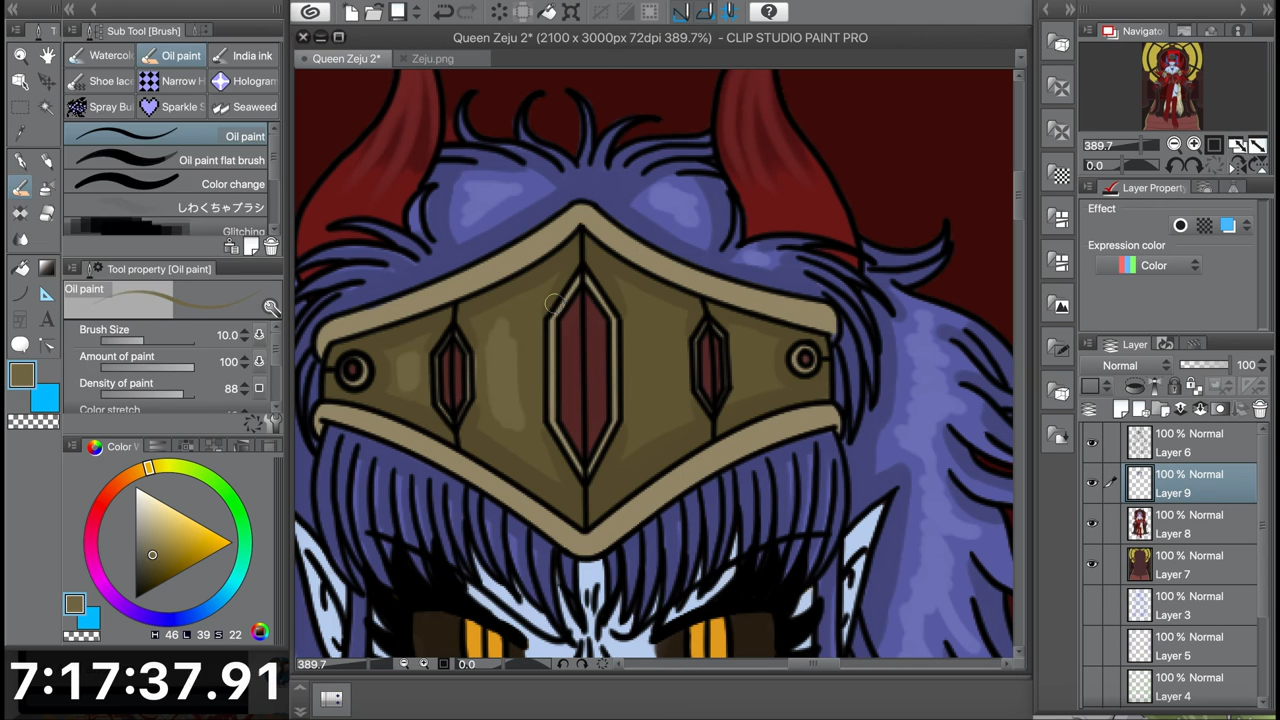 Sub Tool [Brush]
Watercolo
Oil paint
India ink
Shoe lace
Narrow H
Hologram
Spray Bu
Sparkle S
Seaweed
Oil paint
Oil paint flat brush
Color change
しわくちゃブラシ
Glitching
Tool property [Oil paint]
Oil paint
Brush Size
10.0
Amount of paint
100
Density of paint
88
Color stretch
Color W
H 46 L 39 S 22
7:17:37.91
Queen Zeju 2* (2100 x 3000px 72dpi 389.7%) - CLIP STUDIO PAINT PRO
Queen Zeju 2*
Zeju.png
389.7
0.0
Navigator
389.7
0.0
Layer Property
Effect
Expression color
Color
Layer
Normal
100
100 % Normal
Layer 6
100 % Normal
Layer 9
100 % Normal
Layer 8
100 % Normal
Layer 7
100 % Normal
Layer 3
100 % Normal
Layer 5
100 % Normal
Layer 4